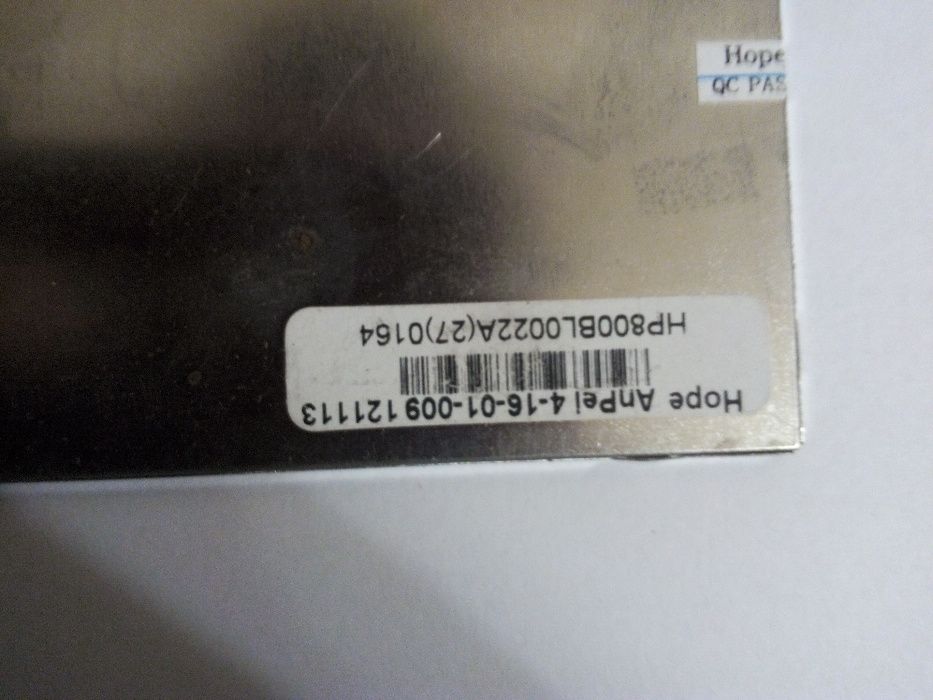 Hope
QC PAS
Hope AnPei 4-16-01-009 121113
HP800BL0022A(27)0164